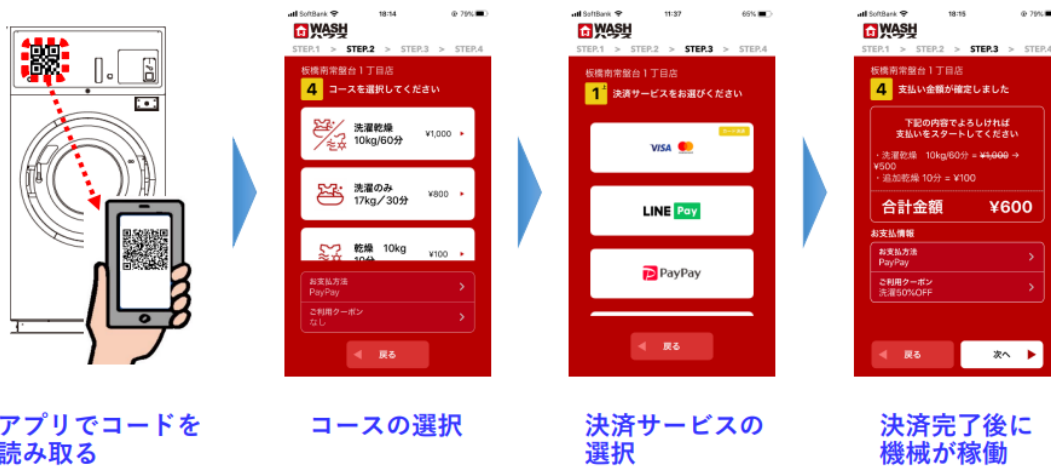 SoftBank 18:14 79%
WASH
ハウス
STEP.1 > STEP.2 > STEP.3 > STEP.4
板橋南常盤台1丁目店
4 コースを選択してください
洗濯乾燥
10kg/60分 ¥1,000
洗濯のみ
17kg/30分 ¥800
乾燥 10kg
10分 ¥100
お支払方法
PayPay
ご利用クーポン
なし
戻る
SoftBank 11:37 65%
WASH
ハウス
STEP.1 > STEP.2 > STEP.3 > STEP.4
板橋南常盤台1丁目店
1 決済サービスをお選びください
VISA
LINE Pay
PayPay
戻る
SoftBank 18:15 79%
WASH
ハウス
STEP.1 > STEP.2 > STEP.3 > STEP.4
板橋南常盤台1丁目店
4 支払い金額が確定しました
下記の内容でよろしければ
支払いをスタートしてください
・洗濯乾燥 10kg/60分 = ¥1,000 →
¥500
・追加乾燥 10分 = ¥100
合計金額 ¥600
お支払情報
お支払方法
PayPay
ご利用クーポン
洗濯50%OFF
戻る 次へ
アプリでコードを
読み取る
コースの選択
決済サービスの
選択
決済完了後に
機械が稼働